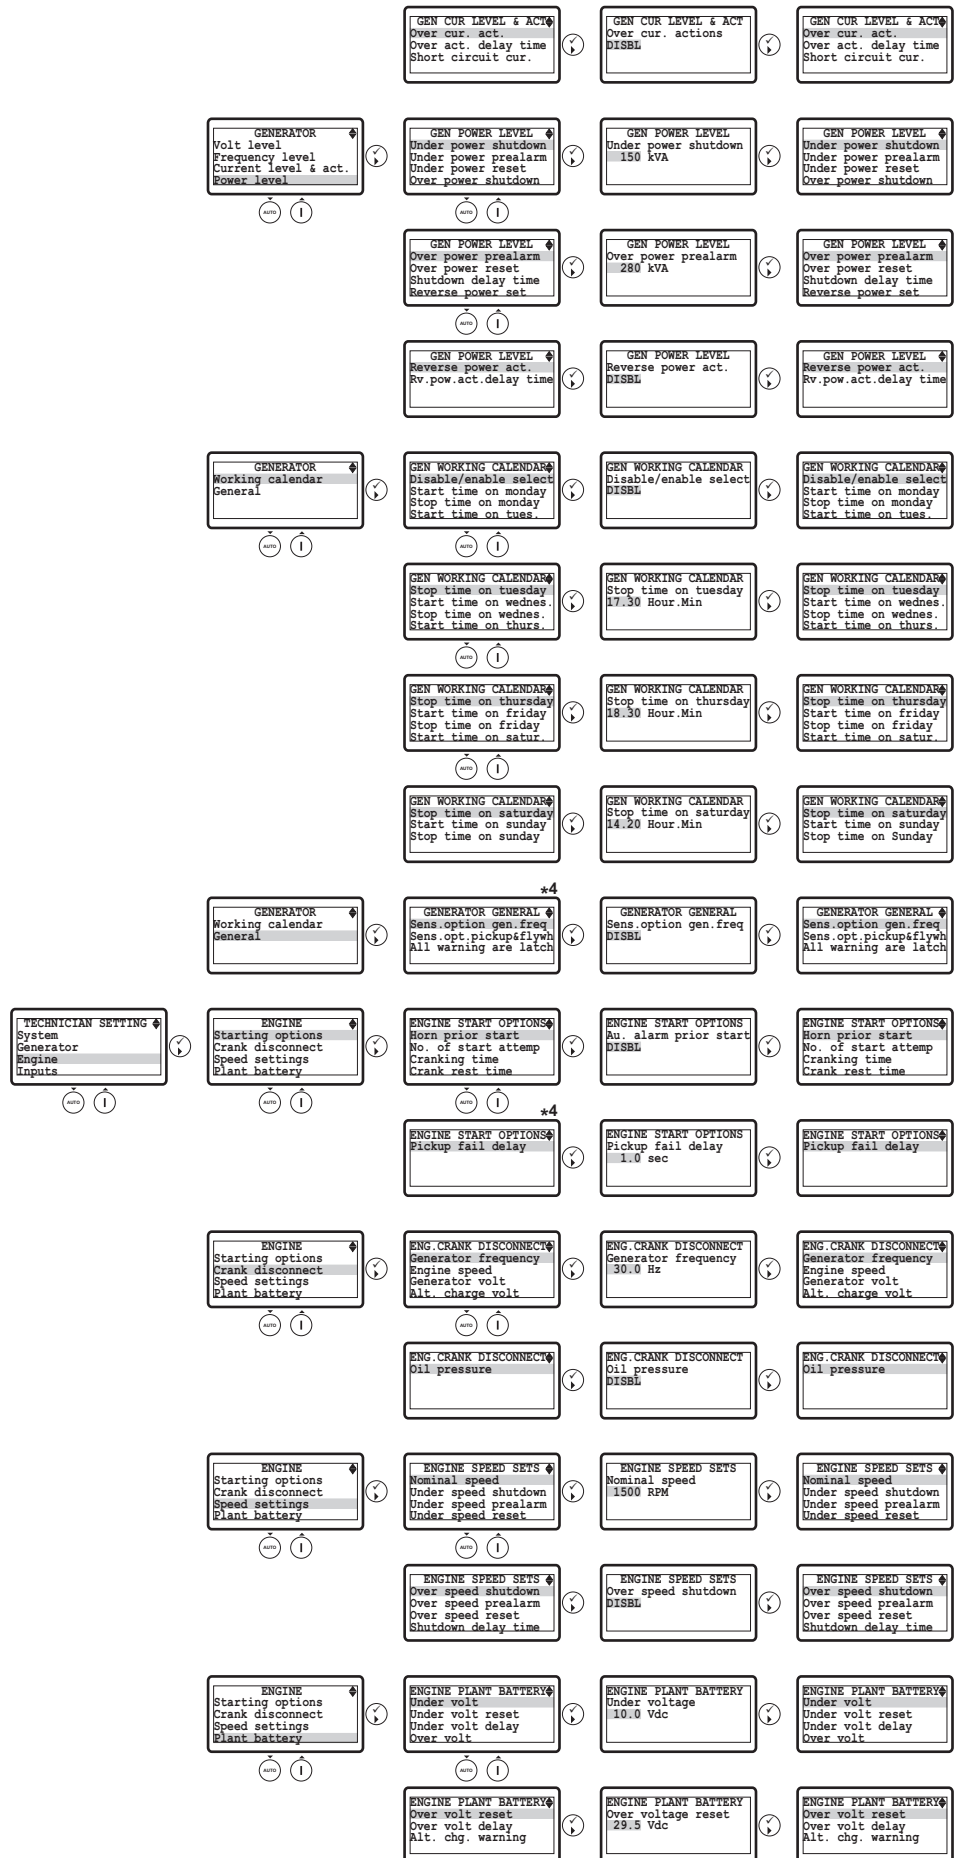 GEN CUR LEVEL & ACT
Over cur. act.
Over act. delay time
Short circuit cur.
GEN CUR LEVEL & ACT
Over cur. actions
DISBL
GEN CUR LEVEL & ACT
Over cur. act.
Over act. delay time
Short circuit cur.
GENERATOR
Volt level
Frequency level
Current level & act.
Power level
AUTO I
GEN POWER LEVEL
Under power shutdown
Under power prealarm
Under power reset
Over power shutdown
AUTO I
GEN POWER LEVEL
Under power shutdown
150 kVA
GEN POWER LEVEL
Under power shutdown
Under power prealarm
Under power reset
Over power shutdown
GEN POWER LEVEL
Over power prealarm
Over power reset
Shutdown delay time
Reverse power set
AUTO I
GEN POWER LEVEL
Over power prealarm
280 kVA
GEN POWER LEVEL
Over power prealarm
Over power reset
Shutdown delay time
Reverse power set
GEN POWER LEVEL
Reverse power act.
Rv.pow.act.delay time
GEN POWER LEVEL
Reverse power act.
DISBL
GEN POWER LEVEL
Reverse power act.
Rv.pow.act.delay time
GENERATOR
Working calendar
General
AUTO I
GEN WORKING CALENDAR
Disable/enable select
Start time on monday
Stop time on monday
Start time on tues.
AUTO I
GEN WORKING CALENDAR
Disable/enable select
DISBL
GEN WORKING CALENDAR
Disable/enable select
Start time on monday
Stop time on monday
Start time on tues.
GEN WORKING CALENDAR
Stop time on tuesday
Start time on wednes.
Stop time on wednes.
Start time on thurs.
AUTO I
GEN WORKING CALENDAR
Stop time on tuesday
17.30 Hour.Min
GEN WORKING CALENDAR
Stop time on tuesday
Start time on wednes.
Stop time on wednes.
Start time on thurs.
GEN WORKING CALENDAR
Stop time on thursday
Start time on friday
Stop time on friday
Start time on satur.
AUTO I
GEN WORKING CALENDAR
Stop time on thursday
18.30 Hour.Min
GEN WORKING CALENDAR
Stop time on thursday
Start time on friday
Stop time on friday
Start time on satur.
GEN WORKING CALENDAR
Stop time on saturday
Start time on sunday
Stop time on sunday
GEN WORKING CALENDAR
Stop time on saturday
14.20 Hour.Min
GEN WORKING CALENDAR
Stop time on saturday
Start time on sunday
Stop time on Sunday
*4
GENERATOR
Working calendar
General
GENERATOR GENERAL
Sens.option gen.freq
Sens.opt.pickup&flywh
All warning are latch
GENERATOR GENERAL
Sens.option gen.freq
DISBL
GENERATOR GENERAL
Sens.option gen.freq
Sens.opt.pickup&flywh
All warning are latch
TECHNICIAN SETTING
System
Generator
Engine
Inputs
AUTO I
ENGINE
Starting options
Crank disconnect
Speed settings
Plant battery
ENGINE START OPTIONS
Horn prior start
No. of start attemp
Cranking time
Crank rest time
AUTO I
ENGINE START OPTIONS
Au. alarm prior start
DISBL
ENGINE START OPTIONS
Horn prior start
No. of start attemp
Cranking time
Crank rest time
*4
ENGINE START OPTIONS
Pickup fail delay
ENGINE START OPTIONS
Pickup fail delay
1.0 sec
ENGINE START OPTIONS
Pickup fail delay
ENGINE
Starting options
Crank disconnect
Speed settings
Plant battery
AUTO I
ENG.CRANK DISCONNECT
Generator frequency
Engine speed
Generator volt
Alt. charge volt
AUTO I
ENG.CRANK DISCONNECT
Generator frequency
30.0 Hz
ENG.CRANK DISCONNECT
Generator frequency
Engine speed
Generator volt
Alt. charge volt
ENG.CRANK DISCONNECT
Oil pressure
ENG.CRANK DISCONNECT
Oil pressure
DISBL
ENG.CRANK DISCONNECT
Oil pressure
ENGINE
Starting options
Crank disconnect
Speed settings
Plant battery
AUTO I
ENGINE SPEED SETS
Nominal speed
Under speed shutdown
Under speed prealarm
Under speed reset
AUTO I
ENGINE SPEED SETS
Nominal speed
1500 RPM
ENGINE SPEED SETS
Nominal speed
Under speed shutdown
Under speed prealarm
Under speed reset
ENGINE SPEED SETS
Over speed shutdown
Over speed prealarm
Over speed reset
Shutdown delay time
ENGINE SPEED SETS
Over speed shutdown
DISBL
ENGINE SPEED SETS
Over speed shutdown
Over speed prealarm
Over speed reset
Shutdown delay time
ENGINE
Starting options
Crank disconnect
Speed settings
Plant battery
AUTO I
ENGINE PLANT BATTERY
Under volt
Under volt reset
Under volt delay
Over volt
AUTO I
ENGINE PLANT BATTERY
Under voltage
10.0 Vdc
ENGINE PLANT BATTERY
Under volt
Under volt reset
Under volt delay
Over volt
ENGINE PLANT BATTERY
Over volt reset
Over volt delay
Alt. chg. warning
ENGINE PLANT BATTERY
Over voltage reset
29.5 Vdc
ENGINE PLANT BATTERY
Over volt reset
Over volt delay
Alt. chg. warning